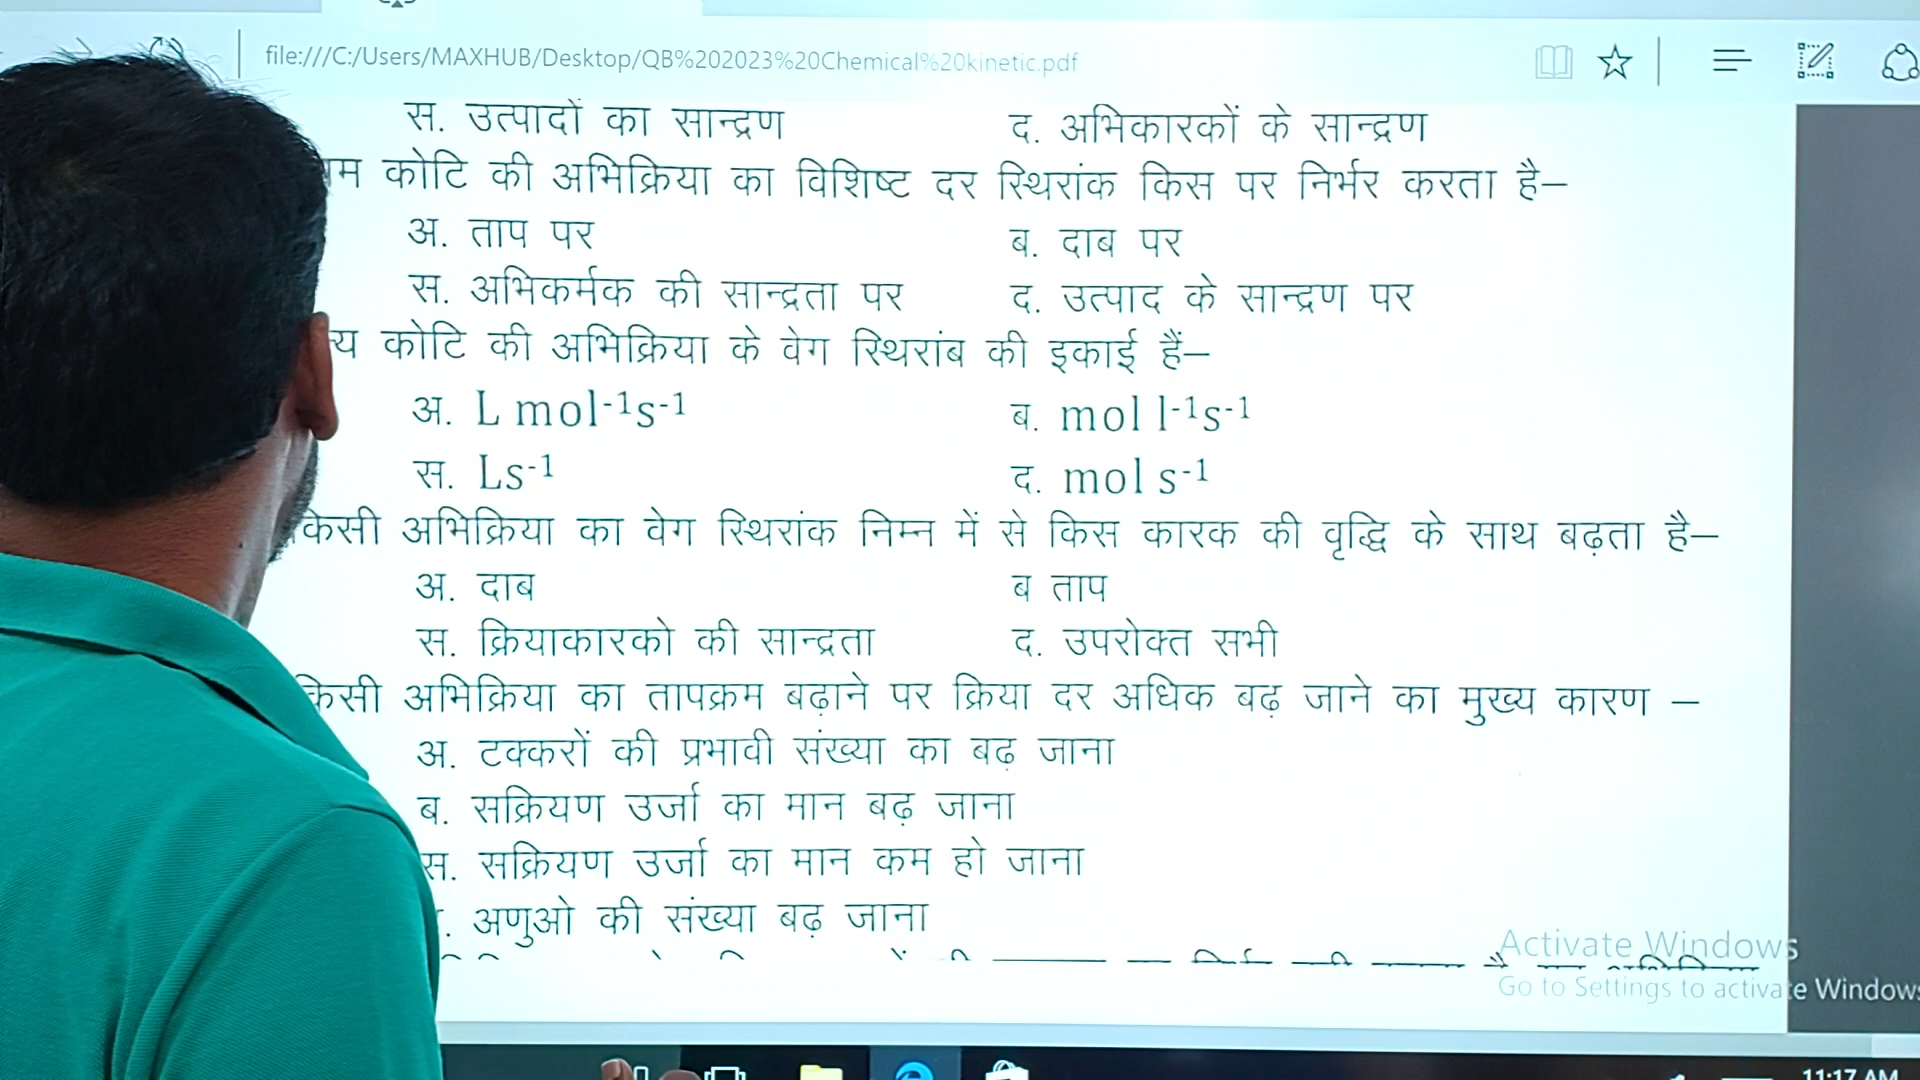 file:///C:/Users/MAXHUB/Desktop/QB%202023%20Chemical%20kinetic.pdf
स. उत्पादों का सान्द्रण द. अभिकारकों के सान्द्रण
कोटि की अभिक्रिया का विशिष्ट दर स्थिरांक किस पर निर्भर करता है–
अ. ताप पर ब. दाब पर
स. अभिकर्मक की सान्द्रता पर द. उत्पाद के सान्द्रण पर
कोटि की अभिक्रिया के वेग स्थिरांब की इकाई हैं–
अ. L mol-1s-1 ब. mol l-1s-1
स. Ls-1 द. mol s-1
किसी अभिक्रिया का वेग स्थिरांक निम्न में से किस कारक की वृद्धि के साथ बढ़ता है–
अ. दाब ब ताप
स. क्रियाकारको की सान्द्रता द. उपरोक्त सभी
किसी अभिक्रिया का तापक्रम बढ़ाने पर क्रिया दर अधिक बढ़ जाने का मुख्य कारण –
अ. टक्करों की प्रभावी संख्या का बढ़ जाना
ब. सक्रियण उर्जा का मान बढ़ जाना
स. सक्रियण उर्जा का मान कम हो जाना
अणुओ की संख्या बढ़ जाना
Activate Windows
Go to Settings to activate Windows
11:17 AM